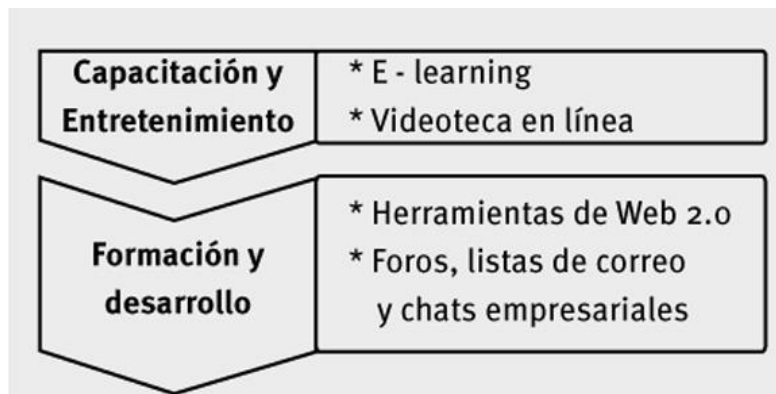 Capacitación y
Entretenimiento
* E - learning
* Videoteca en línea
Formación y
desarrollo
* Herramientas de Web 2.0
* Foros, listas de correo
y chats empresariales